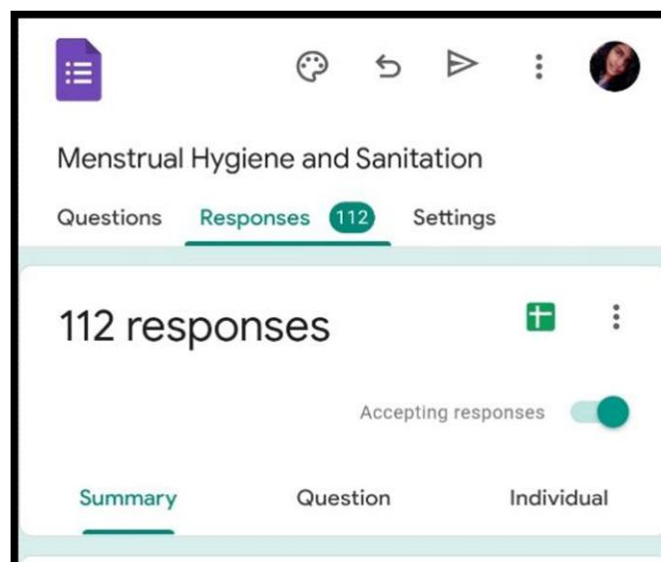 Menstrual Hygiene and Sanitation
Questions Responses 112 Settings
112 responses
Accepting responses
Summary Question Individual